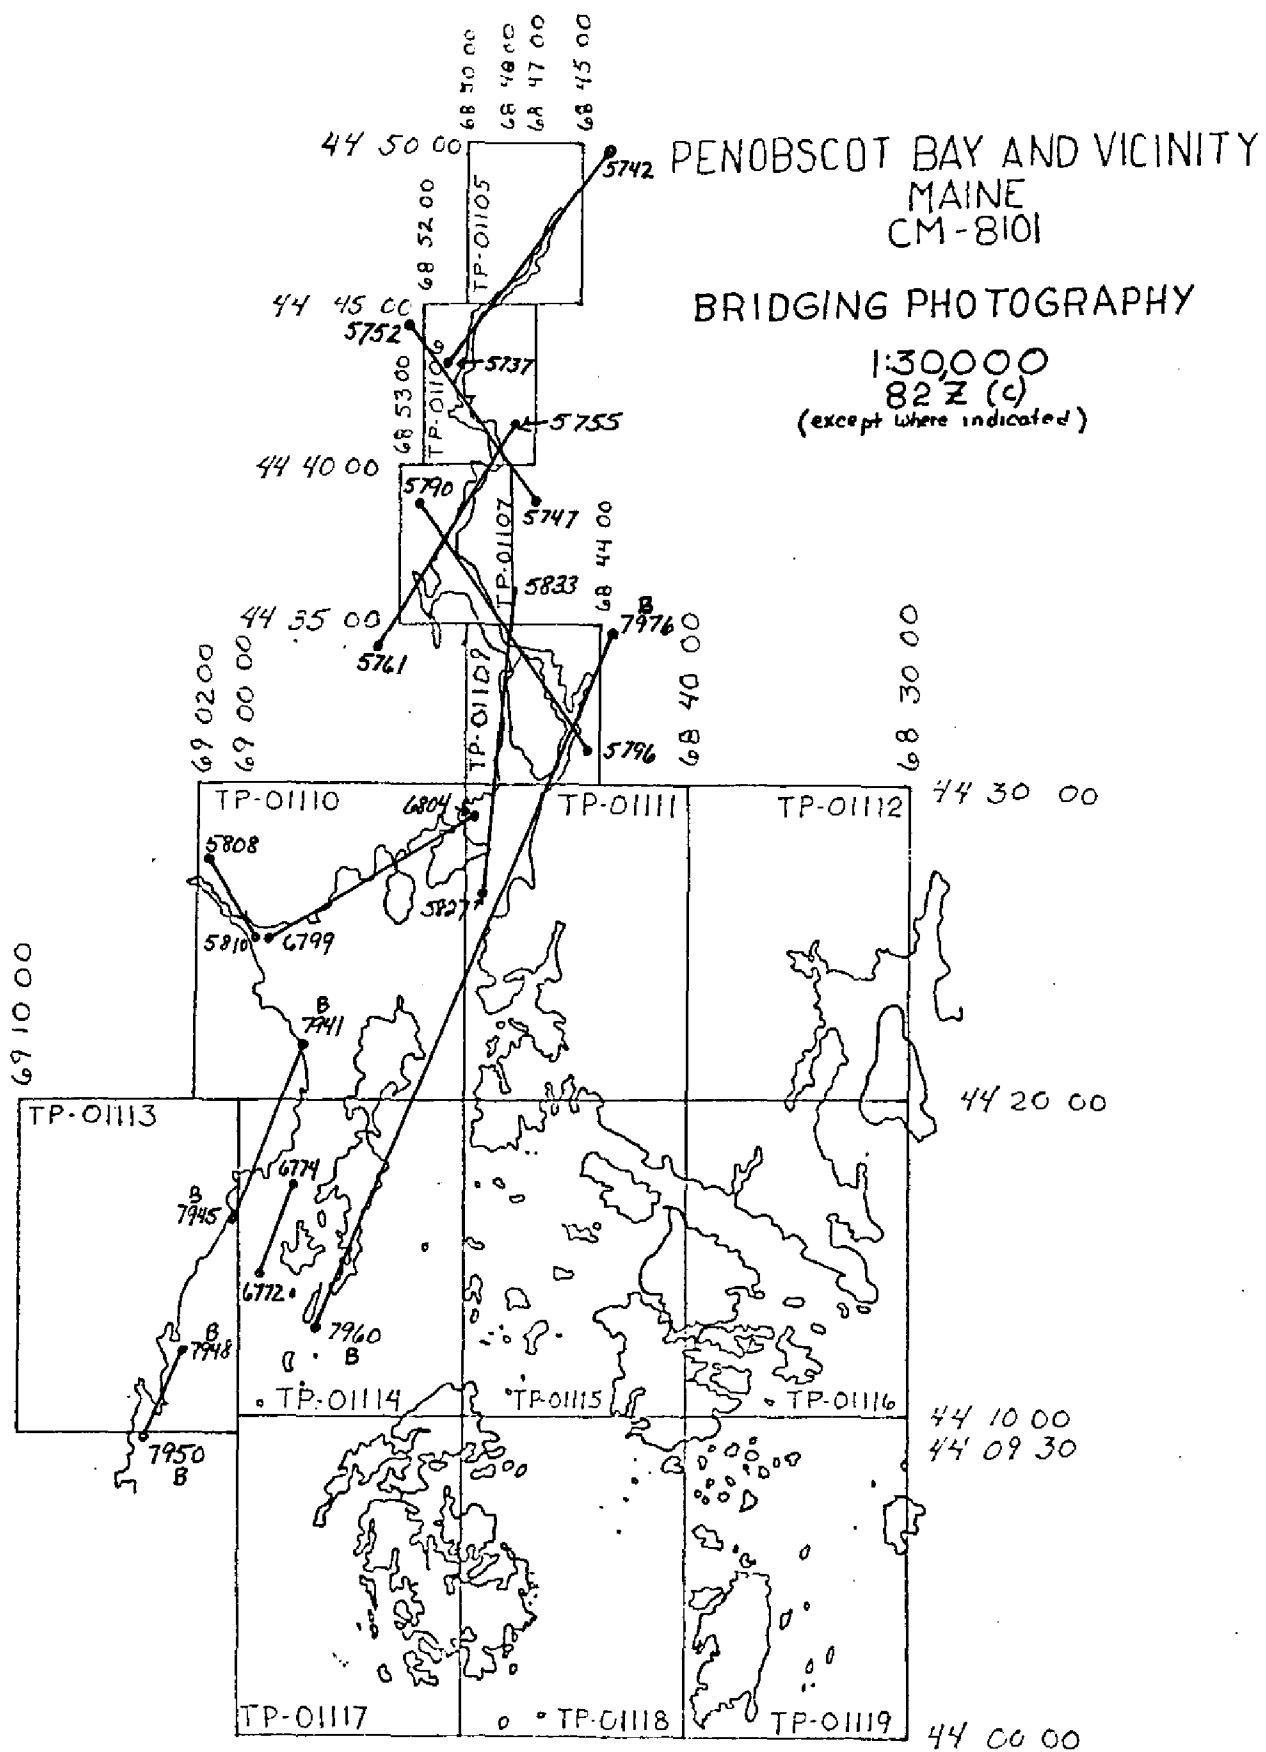 68 50 00
68 48 00
68 47 00
68 45 00
44 50 00
5742
PENOBSCOT BAY AND VICINITY
MAINE
CM-8101
68 52 00
TP-01105
44 45 00
5752
BRIDGING PHOTOGRAPHY
1:30,000
82 Z (C)
(except where indicated)
68 53 00
TP-01106
5737
5755
44 40 00
5790
5747
TP-01107
68 44 00
5833
44 35 00
B
7976
5761
69 02 00
69 00 00
TP-01109
68 40 00
68 30 00
5796
44 30 00
TP-01110
6804
TP-01111
TP-01112
5808
5827
5810
6799
69 10 00
B
7941
TP-01113
44 20 00
6774
B
7945
6772
B
7948
7960
B
TP-01114
TP-01115
TP-01116
44 10 00
44 09 30
7950
B
TP-01117
TP-01118
TP-01119
44 00 00